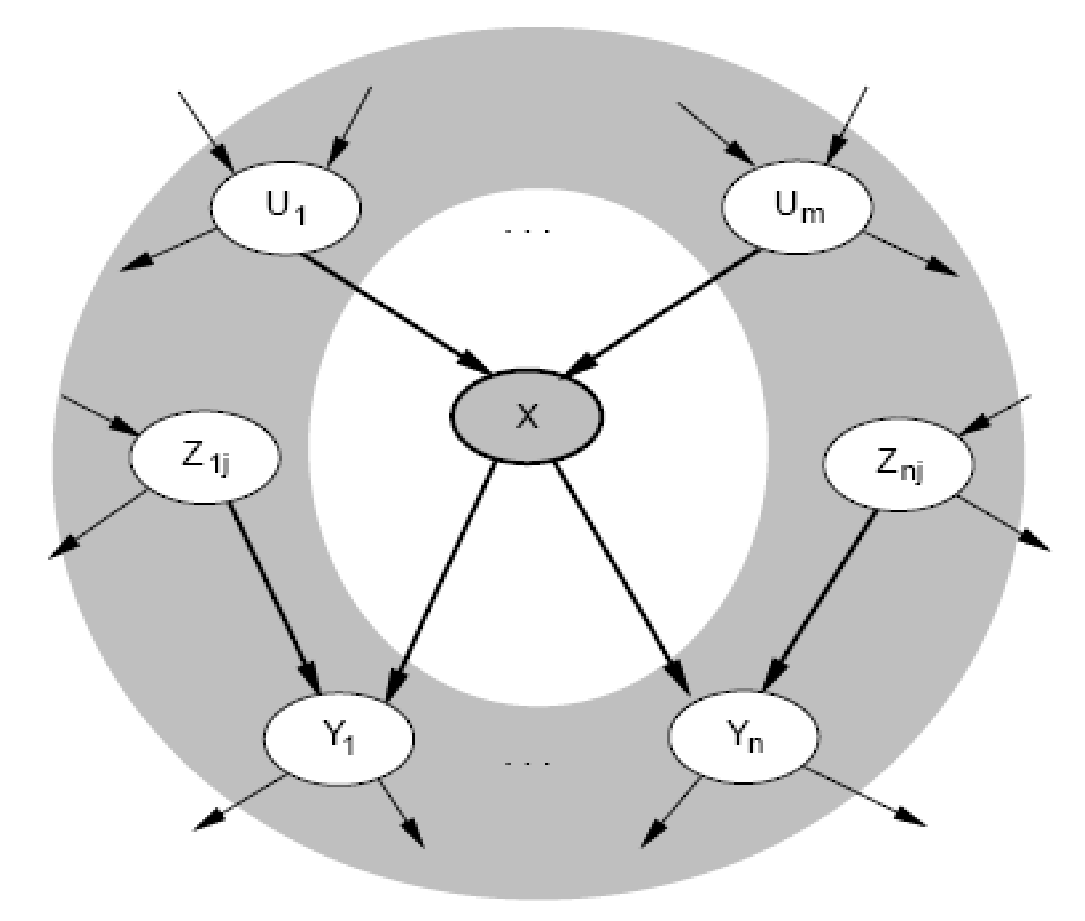 U1 Um
. . .
X
Z1j Znj
Y1 Yn
. . .